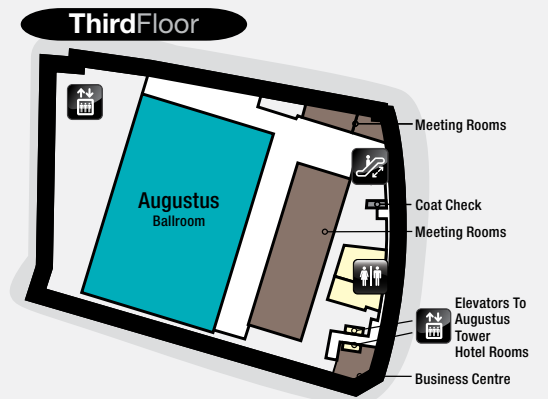 ThirdFloor
Meeting Rooms
Augustus
Ballroom
Coat Check
Meeting Rooms
Elevators To
Augustus
Tower
Hotel Rooms
Business Centre